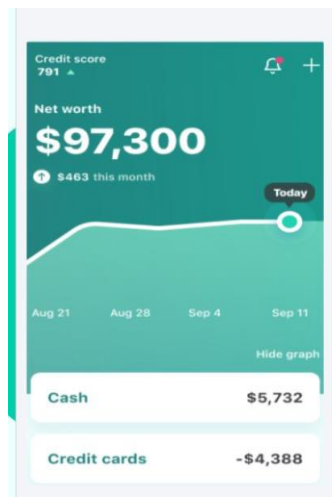 Credit score
791
Net worth
$97,300
$463 this month
Today
Aug 21 Aug 28 Sep 4 Sep 11
Hide graph
Cash $5,732
Credit cards -$4,388